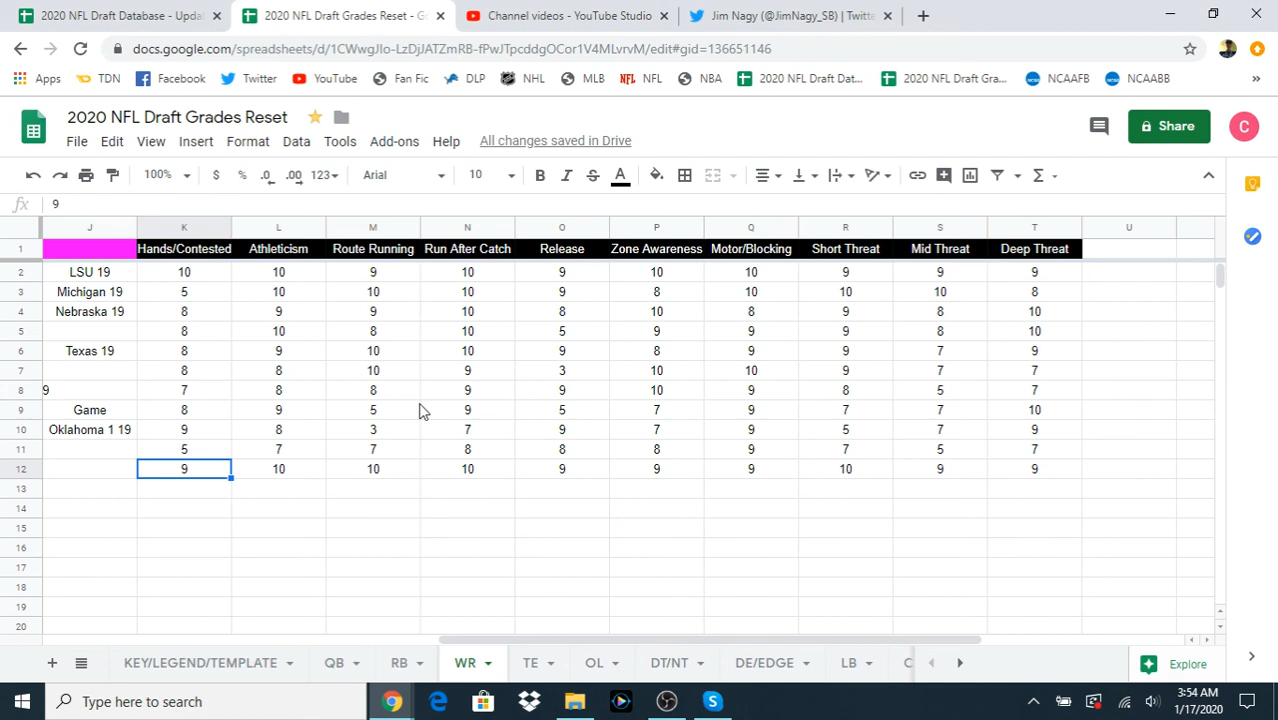 2020 NFL Draft Database - Upda
2020 NFL Draft Grades Reset - Go
Channel videos - YouTube Studio
Jim Nagy (@JimNagy_SB) | Twitte
docs.google.com/spreadsheets/d/1CWwgJIo-LzDjJATZmRB-fPwJTpcddgOCor1V4MLvrvM/edit#gid=136651146
Apps TDN Facebook Twitter YouTube Fan Fic DLP NHL MLB NFL NBA 2020 NFL Draft Dat... 2020 NFL Draft Gra... NCAAFB NCAABB »
2020 NFL Draft Grades Reset
Share
C
File Edit View Insert Format Data Tools Add-ons Help All changes saved in Drive
100% $ % .0 .00 123 Arial 10 B I S A Σ
fx 9
J K L M N O P Q R S T U
1 Hands/Contested Athleticism Route Running Run After Catch Release Zone Awareness Motor/Blocking Short Threat Mid Threat Deep Threat
2 LSU 19 10 10 9 10 9 10 10 9 9 9
3 Michigan 19 5 10 10 10 9 8 10 10 10 8
4 Nebraska 19 8 9 9 10 8 10 8 9 8 10
5 8 10 8 10 5 9 9 9 8 10
6 Texas 19 8 9 10 10 9 8 9 9 7 9
7 8 8 10 9 3 10 10 9 7 7
8 9 7 8 8 9 9 10 9 8 5 7
9 Game 8 9 5 9 5 7 9 7 7 10
10 Oklahoma 1 19 9 8 3 7 9 7 9 5 7 9
11 5 7 7 8 8 8 9 7 5 7
12 9 10 10 10 9 9 9 10 9 9
13
14
15
16
17
18
19
20
KEY/LEGEND/TEMPLATE QB RB WR TE OL DT/NT DE/EDGE LB C Explore
Type here to search
3:54 AM
1/17/2020